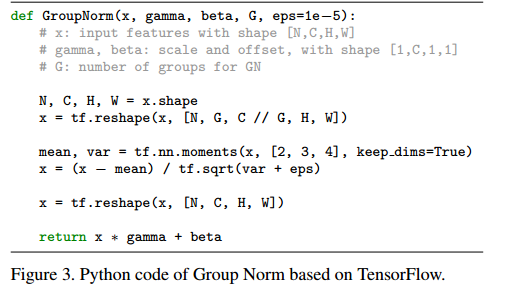 def GroupNorm(x, gamma, beta, G, eps=1e−5):
# x: input features with shape [N,C,H,W]
# gamma, beta: scale and offset, with shape [1,C,1,1]
# G: number of groups for GN
N, C, H, W = x.shape
x = tf.reshape(x, [N, G, C // G, H, W])
mean, var = tf.nn.moments(x, [2, 3, 4], keep_dims=True)
x = (x − mean) / tf.sqrt(var + eps)
x = tf.reshape(x, [N, C, H, W])
return x * gamma + beta
Figure 3. Python code of Group Norm based on TensorFlow.